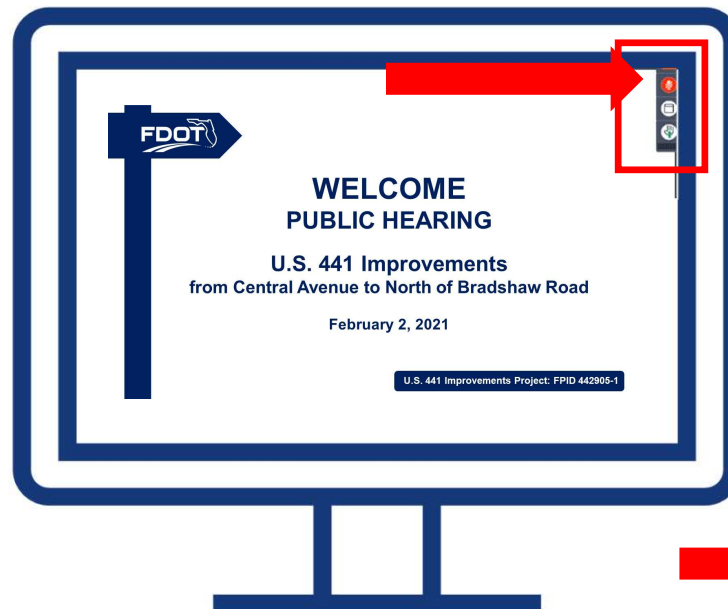 FDOT
WELCOME
PUBLIC HEARING
U.S. 441 Improvements
from Central Avenue to North of Bradshaw Road
February 2, 2021
U.S. 441 Improvements Project: FPID 442905-1